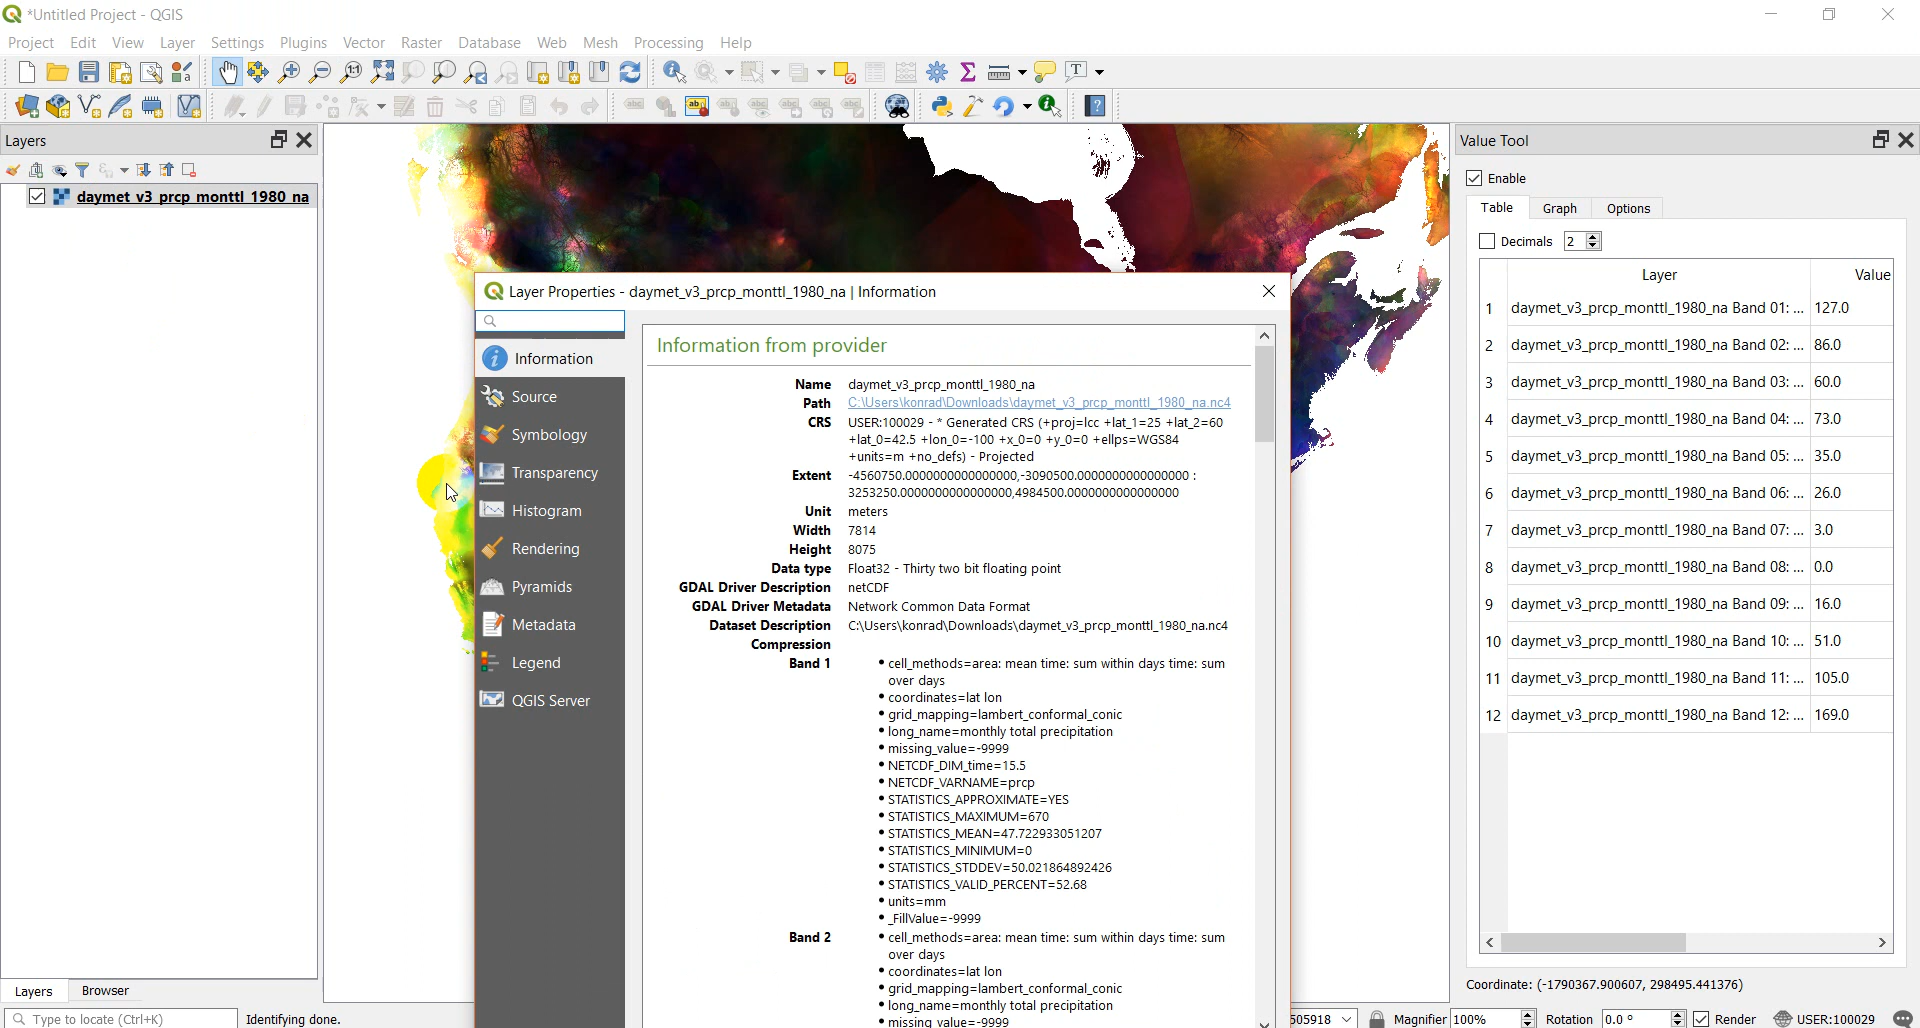 *Untitled Project - QGIS
Project Edit View Layer Settings Plugins Vector Raster Database Web Mesh Processing Help
Layers
daymet_v3_prcp_monttl_1980_na
Layers Browser
Type to locate (Ctrl+K) Identifying done.
Layer Properties - daymet_v3_prcp_monttl_1980_na | Information
Information
Source
Symbology
Transparency
Histogram
Rendering
Pyramids
Metadata
Legend
QGIS Server
Information from provider
Name daymet_v3_prcp_monttl_1980_na
Path C:\Users\konrad\Downloads\daymet_v3_prcp_monttl_1980_na.nc4
CRS USER:100029 - * Generated CRS (+proj=lcc +lat_1=25 +lat_2=60
+lat_0=42.5 +lon_0=-100 +x_0=0 +y_0=0 +ellps=WGS84
+units=m +no_defs) - Projected
Extent -4560750.0000000000000000,-3090500.0000000000000000 :
3253250.0000000000000000,4984500.0000000000000000
Unit meters
Width 7814
Height 8075
Data type Float32 - Thirty two bit floating point
GDAL Driver Description netCDF
GDAL Driver Metadata Network Common Data Format
Dataset Description C:\Users\konrad\Downloads\daymet_v3_prcp_monttl_1980_na.nc4
Compression
Band 1 • cell_methods=area: mean time: sum within days time: sum
over days
• coordinates=lat lon
• grid_mapping=lambert_conformal_conic
• long_name=monthly total precipitation
• missing_value=-9999
• NETCDF_DIM_time=15.5
• NETCDF_VARNAME=prcp
• STATISTICS_APPROXIMATE=YES
• STATISTICS_MAXIMUM=670
• STATISTICS_MEAN=47.722933051207
• STATISTICS_MINIMUM=0
• STATISTICS_STDDEV=50.021864892426
• STATISTICS_VALID_PERCENT=52.68
• units=mm
• _FillValue=-9999
Band 2 • cell_methods=area: mean time: sum within days time: sum
over days
• coordinates=lat lon
• grid_mapping=lambert_conformal_conic
• long_name=monthly total precipitation
• missing value=-9999
Value Tool
Enable
Table Graph Options
Decimals 2
Layer Value
1 daymet_v3_prcp_monttl_1980_na Band 01: ... 127.0
2 daymet_v3_prcp_monttl_1980_na Band 02: ... 86.0
3 daymet_v3_prcp_monttl_1980_na Band 03: ... 60.0
4 daymet_v3_prcp_monttl_1980_na Band 04: ... 73.0
5 daymet_v3_prcp_monttl_1980_na Band 05: ... 35.0
6 daymet_v3_prcp_monttl_1980_na Band 06: ... 26.0
7 daymet_v3_prcp_monttl_1980_na Band 07: ... 3.0
8 daymet_v3_prcp_monttl_1980_na Band 08: ... 0.0
9 daymet_v3_prcp_monttl_1980_na Band 09: ... 16.0
10 daymet_v3_prcp_monttl_1980_na Band 10: ... 51.0
11 daymet_v3_prcp_monttl_1980_na Band 11: ... 105.0
12 daymet_v3_prcp_monttl_1980_na Band 12: ... 169.0
Coordinate: (-1790367.900607, 298495.441376)
505918 Magnifier 100% Rotation 0.0 ° Render USER:100029